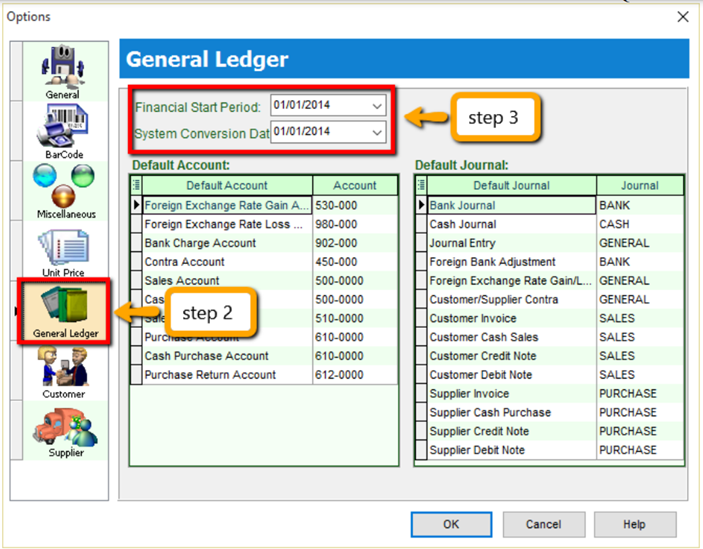 Options
General
BarCode
Miscellaneous
Unit Price
General Ledger
Customer
Supplier
General Ledger
Financial Start Period: 01/01/2014
System Conversion Dat 01/01/2014
step 3
step 2
Default Account:
Default Account Account
Foreign Exchange Rate Gain A... 530-000
Foreign Exchange Rate Loss ... 980-000
Bank Charge Account 902-000
Contra Account 450-000
Sales Account 500-0000
Cas 500-0000
510-0000
Purchase Account 610-0000
Cash Purchase Account 610-0000
Purchase Return Account 612-0000
Default Journal:
Default Journal Journal
Bank Journal BANK
Cash Journal CASH
Journal Entry GENERAL
Foreign Bank Adjustment BANK
Foreign Exchange Rate Gain/L... GENERAL
Customer/Supplier Contra GENERAL
Customer Invoice SALES
Customer Cash Sales SALES
Customer Credit Note SALES
Customer Debit Note SALES
Supplier Invoice PURCHASE
Supplier Cash Purchase PURCHASE
Supplier Credit Note PURCHASE
Supplier Debit Note PURCHASE
OK Cancel Help